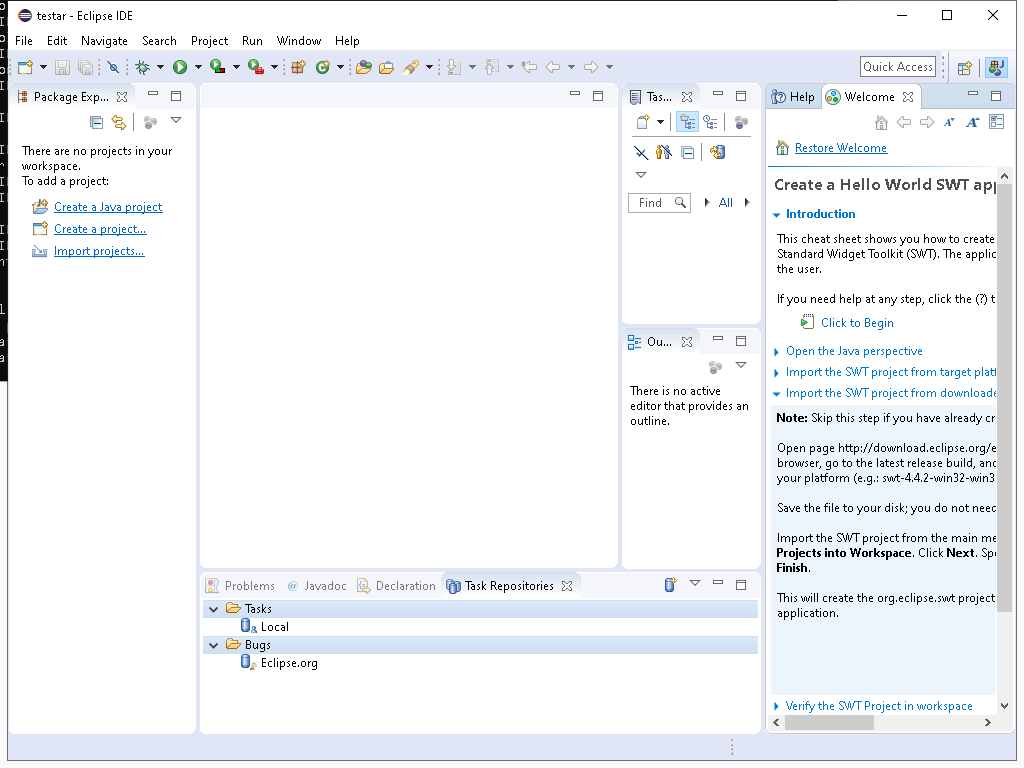 testar - Eclipse IDE
File Edit Navigate Search Project Run Window Help
Quick Access
Package Exp...
There are no projects in your
workspace.
To add a project:
Create a Java project
Create a project...
Import projects...
Tas...
Find
All
Ou...
There is no active
editor that provides an
outline.
Help Welcome
Restore Welcome
Create a Hello World SWT app
Introduction
This cheat sheet shows you how to create
Standard Widget Toolkit (SWT). The applic
the user.
If you need help at any step, click the (?) t
Click to Begin
Open the Java perspective
Import the SWT project from target platf
Import the SWT project from downloade
Note: Skip this step if you have already cr
Open page http://download.eclipse.org/e
browser, go to the latest release build, and
your platform (e.g.: swt-4.4.2-win32-win3
Save the file to your disk; you do not need
Import the SWT project from the main me
Projects into Workspace. Click Next. Spe
Finish.
This will create the org.eclipse.swt project
application.
Verify the SWT Project in workspace
Problems @ Javadoc Declaration Task Repositories
Tasks
Local
Bugs
Eclipse.org